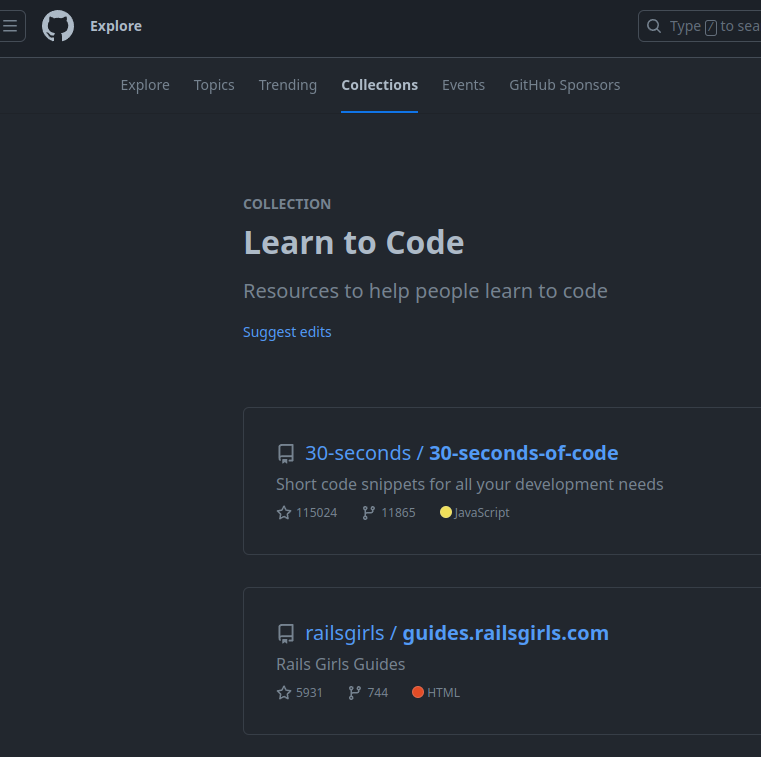 Explore
Type / to sea
Explore Topics Trending Collections Events GitHub Sponsors
COLLECTION
Learn to Code
Resources to help people learn to code
Suggest edits
30-seconds / 30-seconds-of-code
Short code snippets for all your development needs
115024 11865 JavaScript
railsgirls / guides.railsgirls.com
Rails Girls Guides
5931 744 HTML